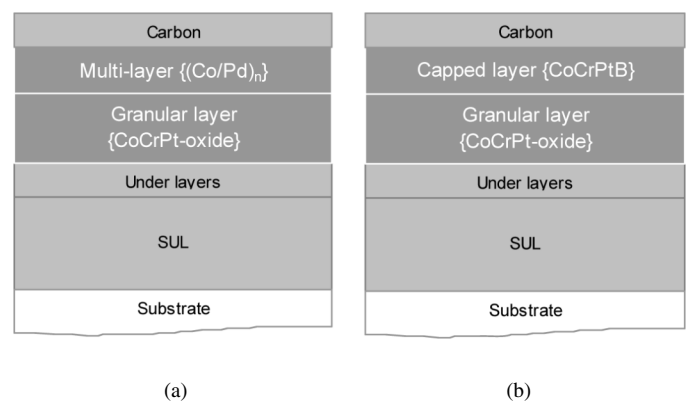 Carbon
Multi-layer {(Co/Pd)n}
Granular layer
{CoCrPt-oxide}
Under layers
SUL
Substrate
(a)
Carbon
Capped layer {CoCrPtB}
Granular layer
{CoCrPt-oxide}
Under layers
SUL
Substrate
(b)